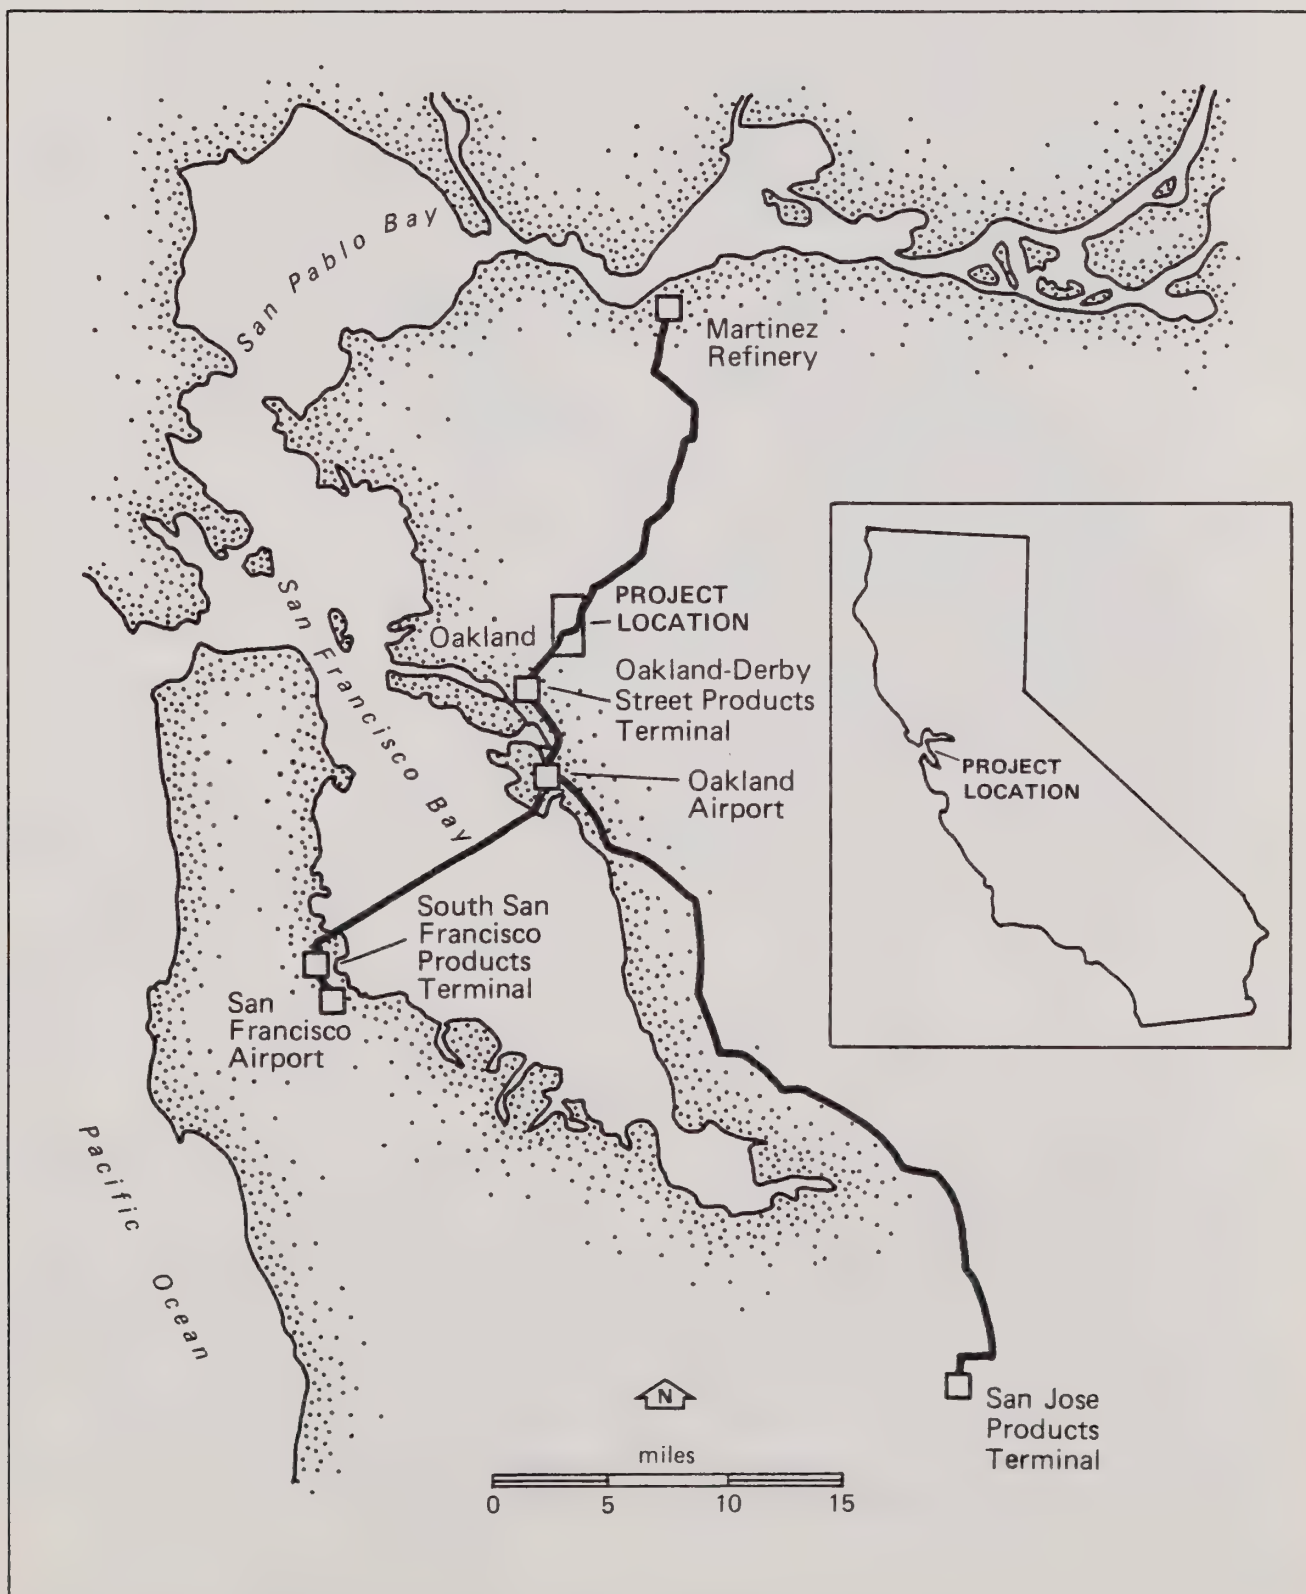 San Pablo Bay
Martinez
Refinery
San Francisco Bay
PROJECT
LOCATION
Oakland
Oakland-Derby
Street Products
Terminal
Oakland
Airport
PROJECT
LOCATION
South San
Francisco
Products
Terminal
San
Francisco
Airport
Pacific Ocean
N
San Jose
Products
Terminal
miles
0 5 10 15